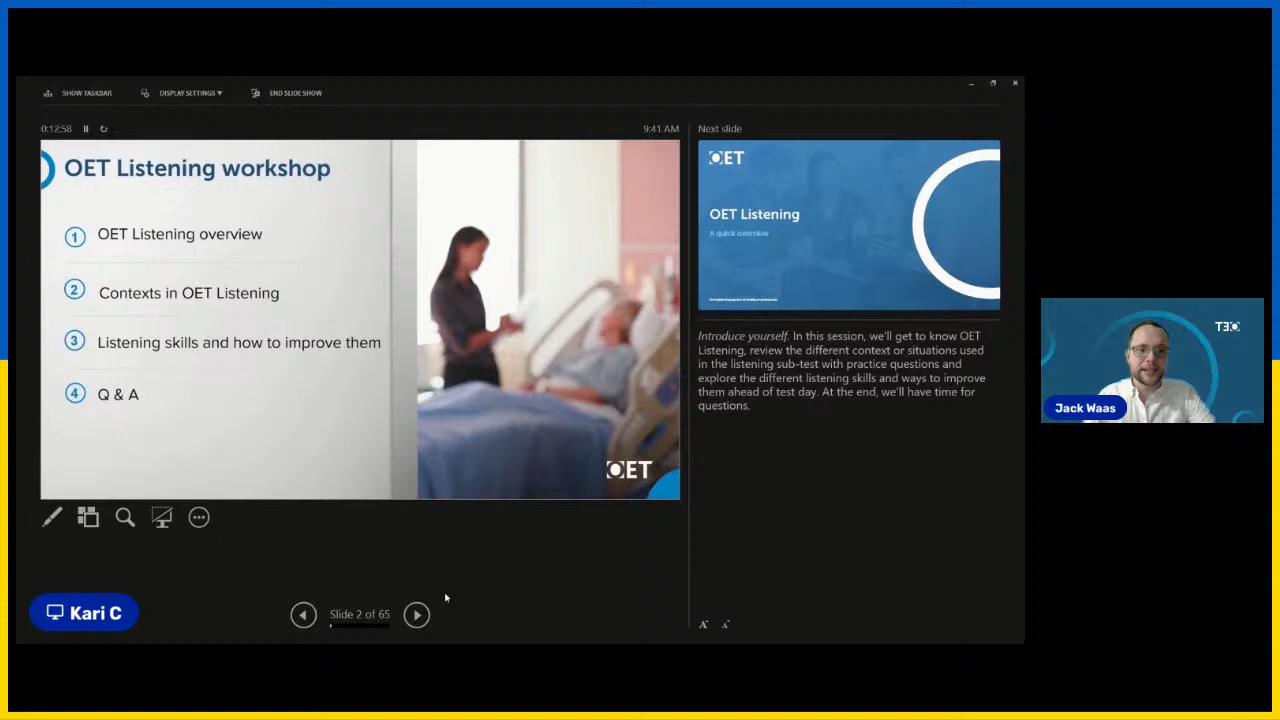 SHOW TASKBAR
DISPLAY SETTINGS ▼
END SLIDE SHOW
0:12:58
9:41 AM
OET Listening workshop
1 OET Listening overview
2 Contexts in OET Listening
3 Listening skills and how to improve them
4 Q & A
OET
Next slide
OET
OET Listening
A quick overview
Introduce yourself. In this session, we'll get to know OET
Listening, review the different context or situations used
in the listening sub-test with practice questions and
explore the different listening skills and ways to improve
them ahead of test day. At the end, we'll have time for
questions.
Kari C
Slide 2 of 65
A A
OET
Jack Waas